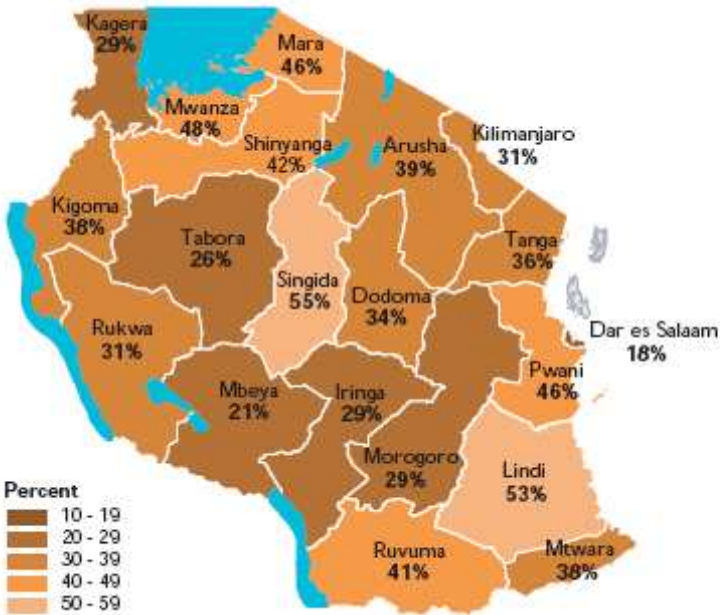 Kagera
29%
Mara
46%
Mwanza
48%
Shinyanga
42%
Arusha
39%
Kilimanjaro
31%
Kigoma
38%
Tabora
26%
Singida
55%
Dodoma
34%
Tanga
36%
Dar es Salaam
18%
Rukwa
31%
Mbeya
21%
Iringa
29%
Pwani
46%
Morogoro
29%
Lindi
53%
Ruvuma
41%
Mtwara
38%
Percent
10 - 19
20 - 29
30 - 39
40 - 49
50 - 59